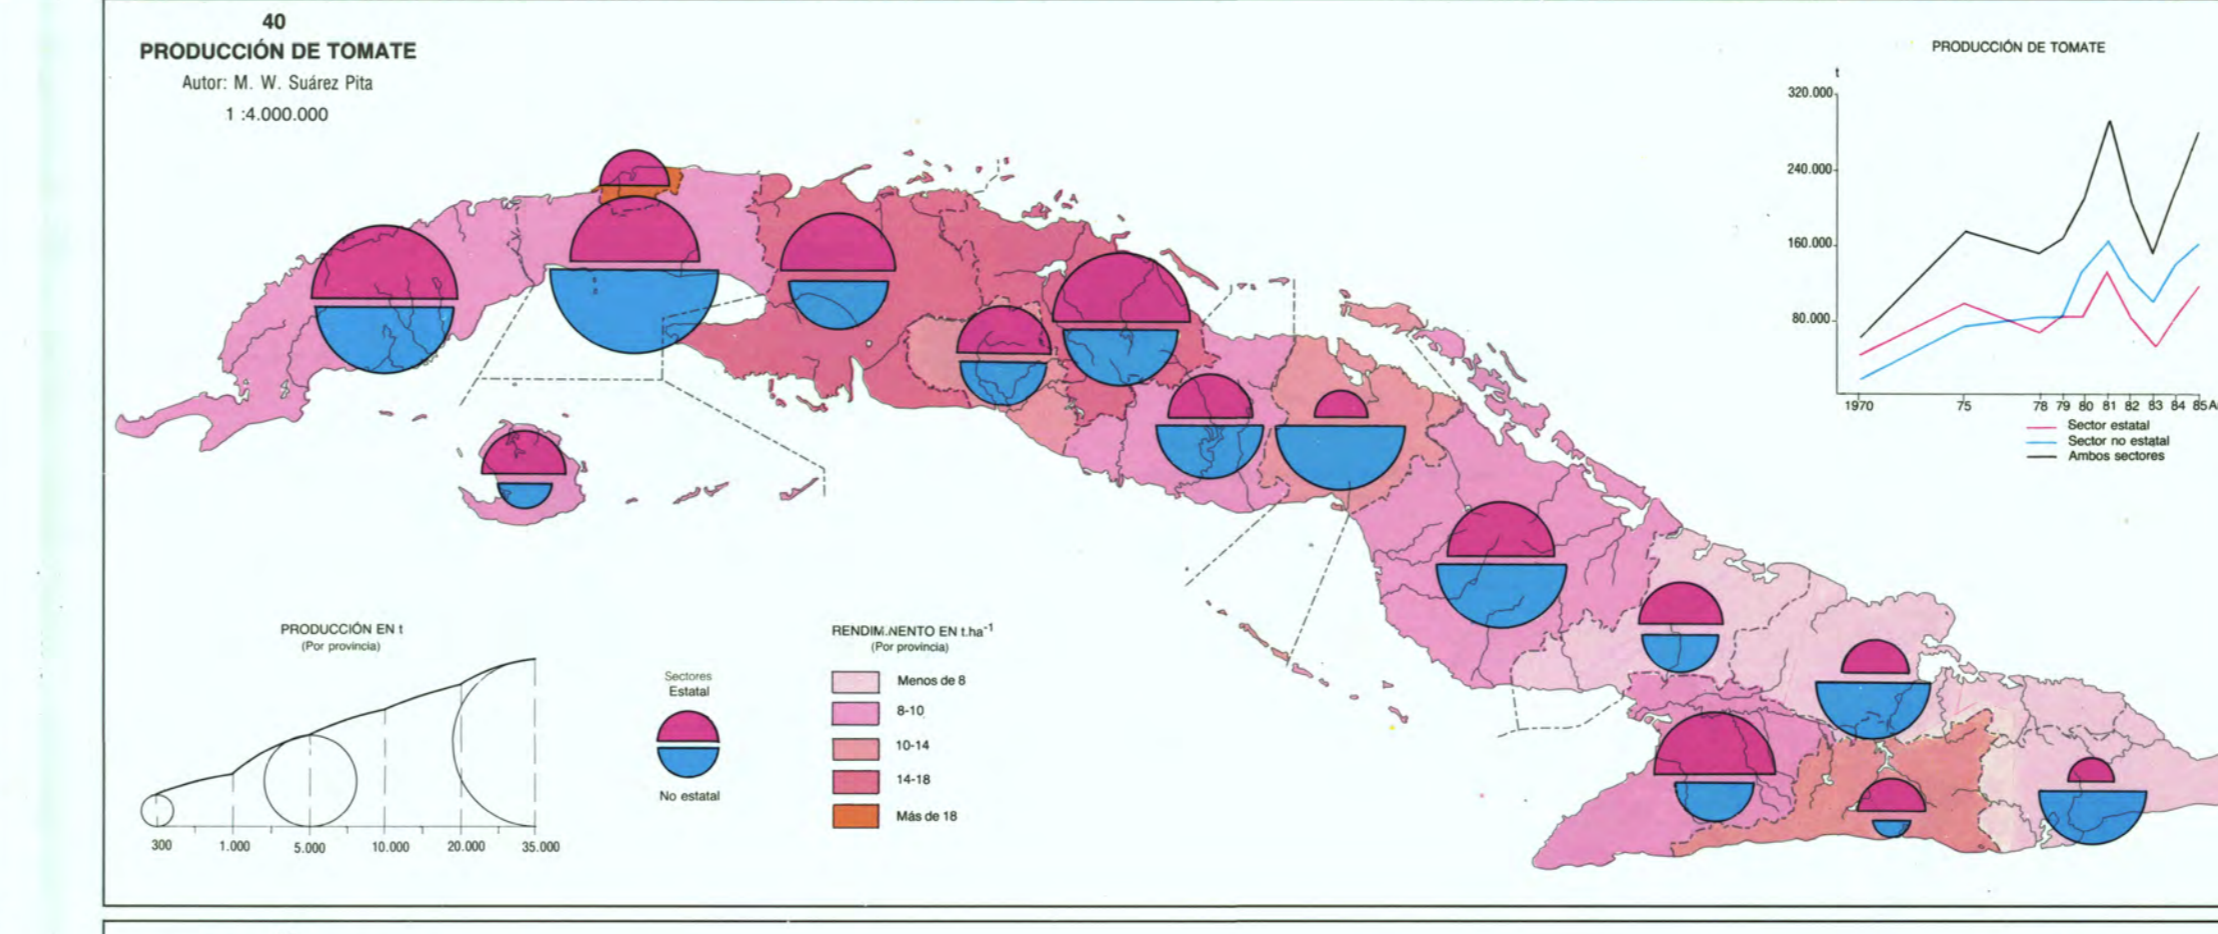 40
PRODUCCIÓN DE TOMATE
Autor: M. W. Suárez Pita
1 :4.000.000
PRODUCCIÓN DE TOMATE
t
320.000
240.000
160.000
80.000
1970 75 78 79 80 81 82 83 84 85 A
Sector estatal
Sector no estatal
Ambos sectores
PRODUCCIÓN EN t
(Por provincia)
300 1.000 5.000 10.000 20.000 35.000
Sectores
Estatal
No estatal
RENDIM.NENTO EN t.ha⁻¹
(Por provincia)
Menos de 8
8-10
10-14
14-18
Más de 18